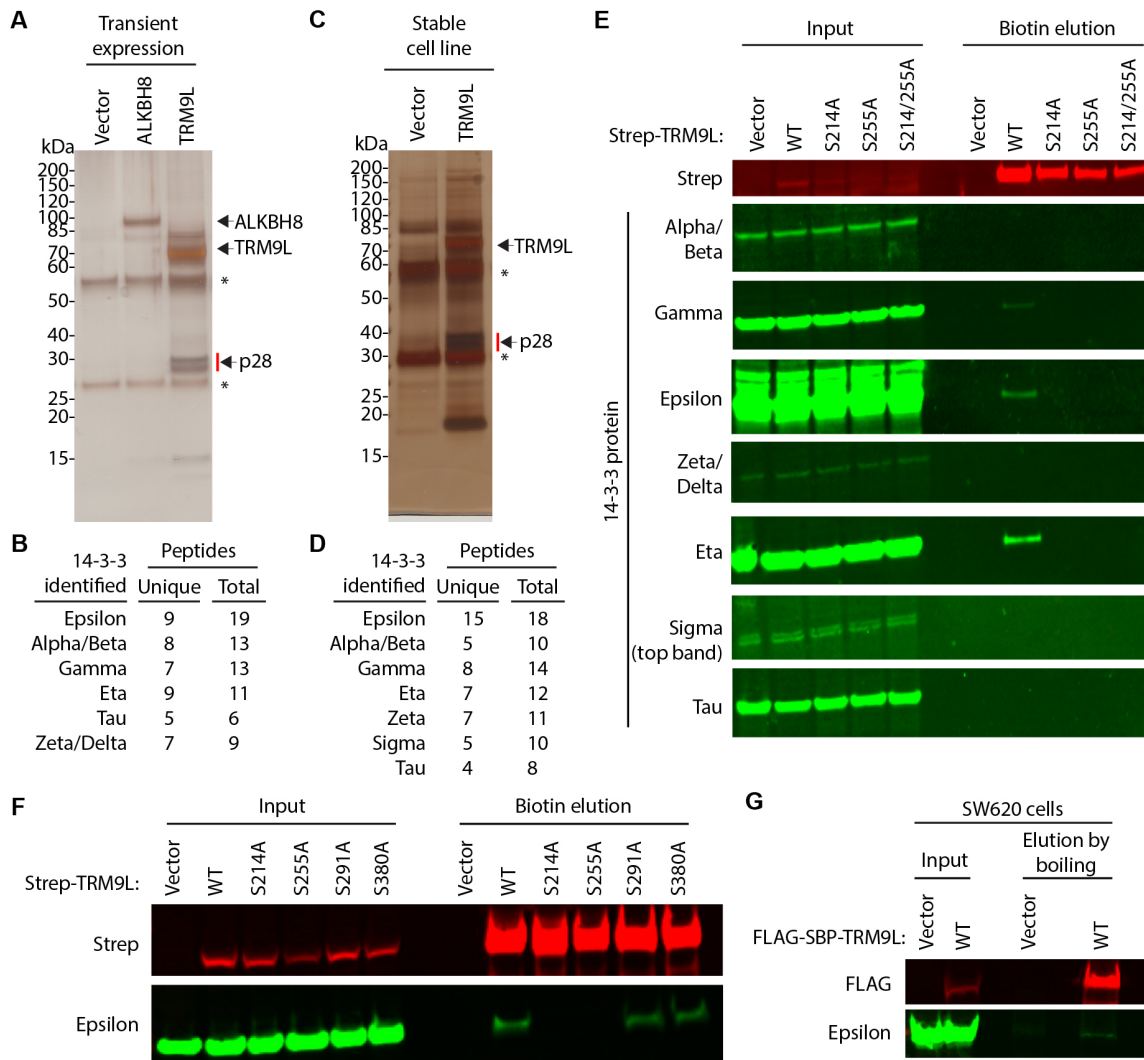 A
Transient
expression
Vector
ALKBH8
TRM9L
kDa
200-
150-
120-
100-
85-
70-
60-
50-
40-
30-
25-
20-
15-
ALKBH8
TRM9L
*
p28
*
B
14-3-3
identified
Peptides
Unique Total
Epsilon 9 19
Alpha/Beta 8 13
Gamma 7 13
Eta 9 11
Tau 5 6
Zeta/Delta 7 9
C
Stable
cell line
Vector
TRM9L
kDa
200-
150-
120-
100-
85-
70-
60-
50-
40-
30-
25-
20-
15-
TRM9L
*
p28
*
D
14-3-3
identified
Peptides
Unique Total
Epsilon 15 18
Alpha/Beta 5 10
Gamma 8 14
Eta 7 12
Zeta 7 11
Sigma 5 10
Tau 4 8
E
Input
Biotin elution
Strep-TRM9L:
Vector
WT
S214A
S255A
S214/255A
Vector
WT
S214A
S255A
S214/255A
Strep
14-3-3 protein
Alpha/
Beta
Gamma
Epsilon
Zeta/
Delta
Eta
Sigma
(top band)
Tau
F
Input
Biotin elution
Strep-TRM9L:
Vector
WT
S214A
S255A
S291A
S380A
Vector
WT
S214A
S255A
S291A
S380A
Strep
Epsilon
G
SW620 cells
Input
Elution by
boiling
FLAG-SBP-TRM9L:
Vector
WT
Vector
WT
FLAG
Epsilon